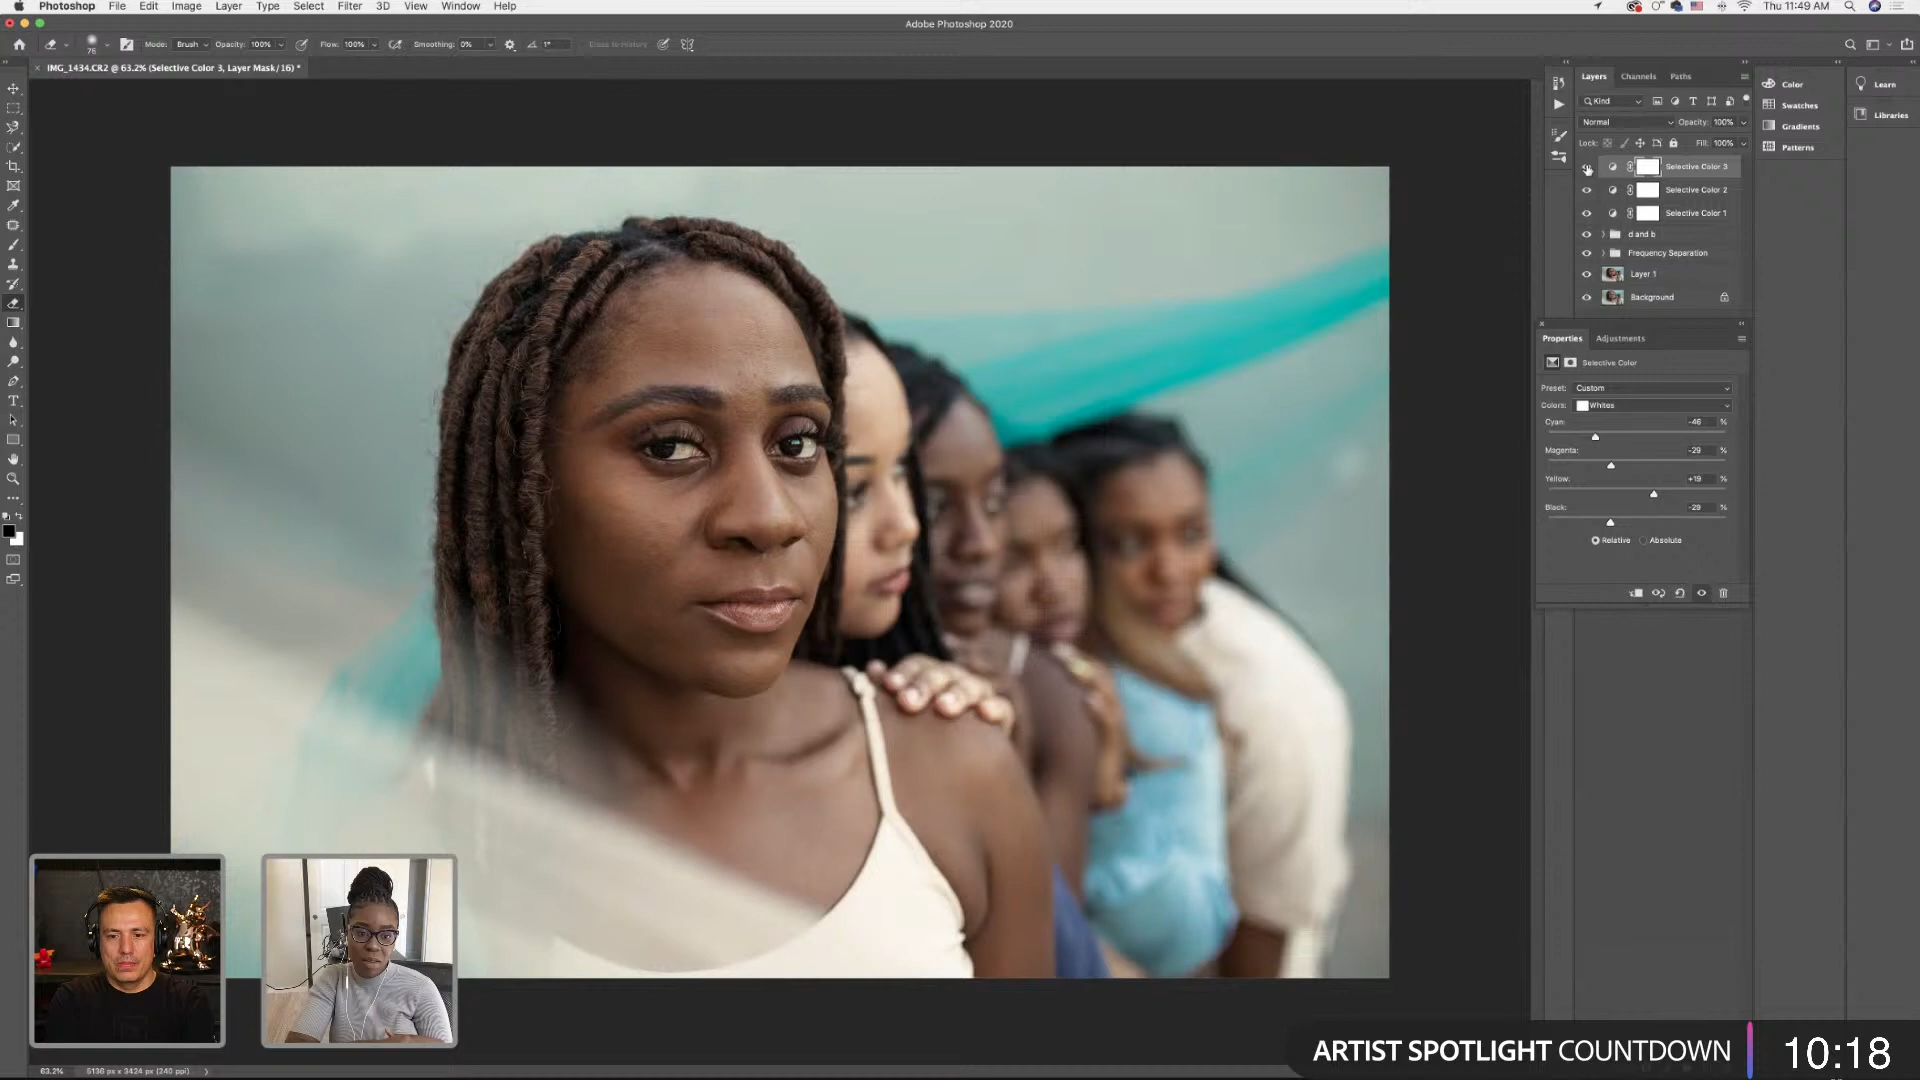 Photoshop File Edit Image Layer Type Select Filter 3D View Window Help Thu 11:49 AM
Adobe Photoshop 2020
76 Mode: Brush Opacity: 100% Flow: 100% Smoothing: 0% 1° Erase to History
× IMG_1434.CR2 @ 63.2% (Selective Color 3, Layer Mask/16) *
Layers Channels Paths
Kind
Normal Opacity: 100%
Lock: Fill: 100%
Selective Color 3
Selective Color 2
Selective Color 1
d and b
Frequency Separation
Layer 1
Background
Color
Swatches
Gradients
Patterns
Learn
Libraries
Properties Adjustments
Selective Color
Preset: Custom
Colors: Whites
Cyan: -46 %
Magenta: -29 %
Yellow: +19 %
Black: -29 %
Relative Absolute
ARTIST SPOTLIGHT COUNTDOWN 10:18
63.2% 5136 px x 3424 px (240 ppi)